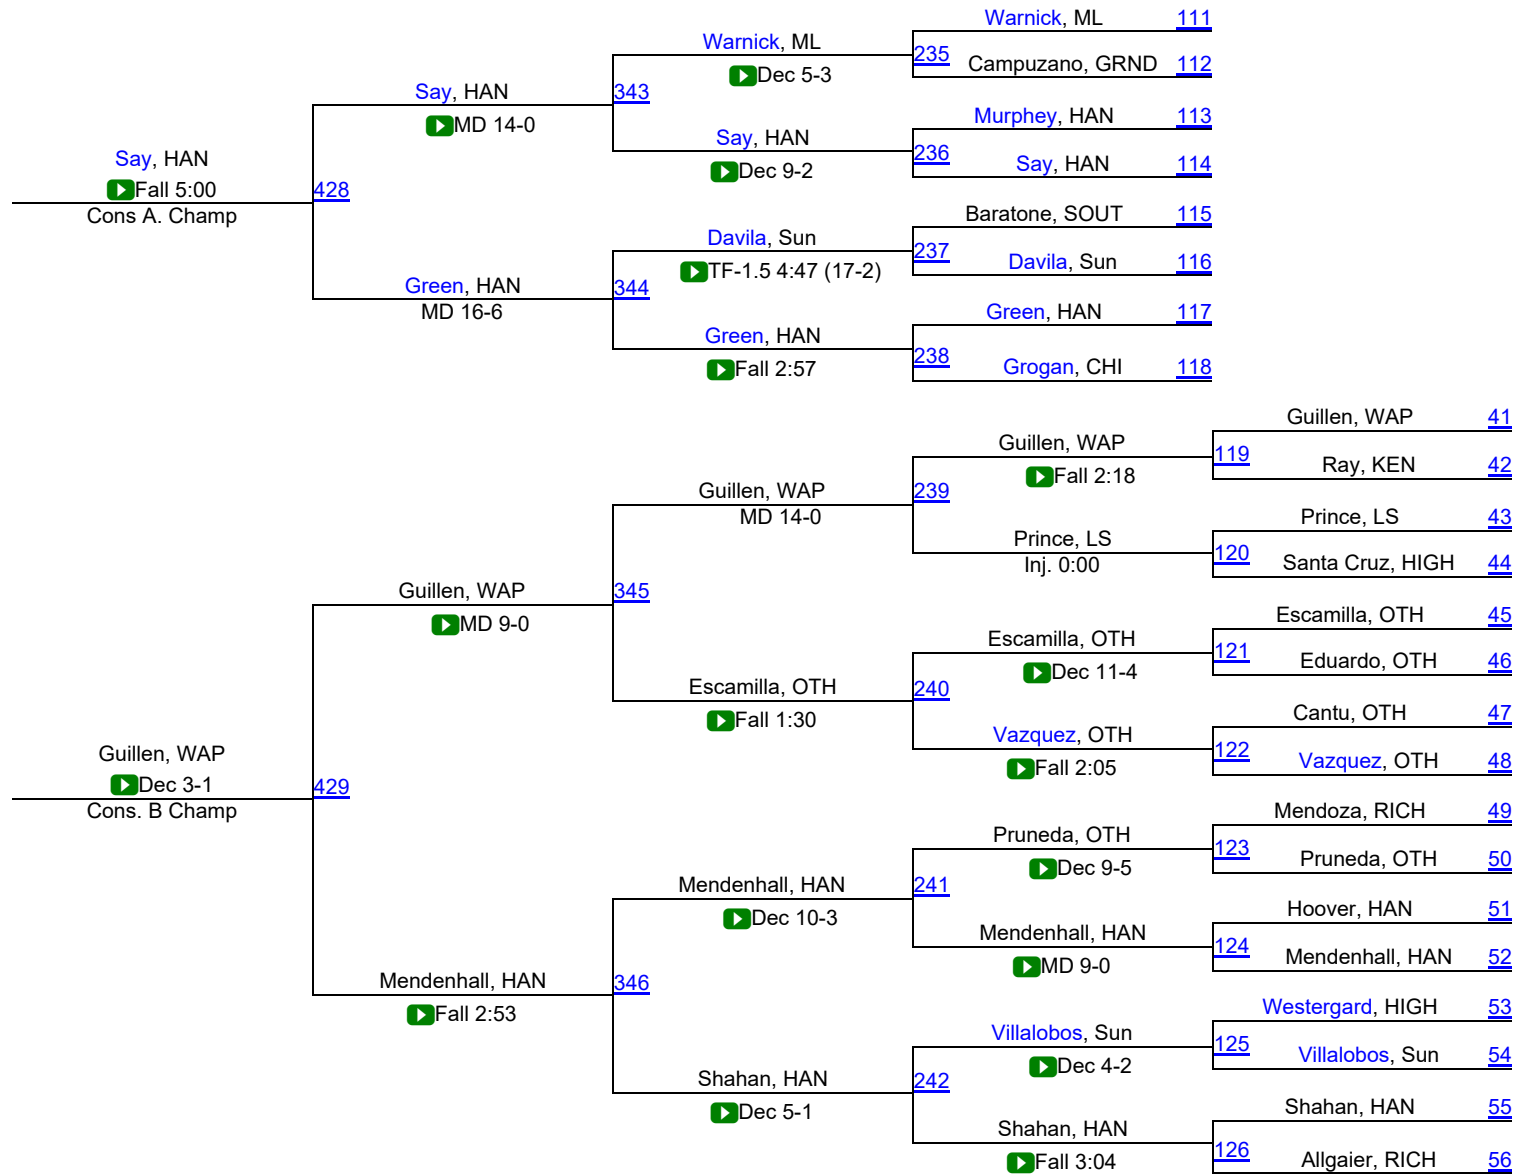 Warnick, ML 111
Warnick, ML
235
Campuzano, GRND 112
Dec 5-3
Say, HAN
343
MD 14-0
Murphey, HAN 113
Say, HAN
236
Say, HAN 114
Dec 9-2
Say, HAN
Fall 5:00
428
Cons A. Champ
Baratone, SOUT 115
Davila, Sun
237
Davila, Sun 116
TF-1.5 4:47 (17-2)
Green, HAN
344
MD 16-6
Green, HAN 117
Green, HAN
238
Grogan, CHI 118
Fall 2:57
Guillen, WAP 41
Guillen, WAP
119
Ray, KEN 42
Fall 2:18
Guillen, WAP
239
MD 14-0
Prince, LS 43
Prince, LS
120
Santa Cruz, HIGH 44
Inj. 0:00
Guillen, WAP
345
MD 9-0
Escamilla, OTH 45
Escamilla, OTH
121
Eduardo, OTH 46
Dec 11-4
Escamilla, OTH
240
Fall 1:30
Cantu, OTH 47
Vazquez, OTH
122
Vazquez, OTH 48
Fall 2:05
Guillen, WAP
Dec 3-1
429
Cons. B Champ
Mendoza, RICH 49
Pruneda, OTH
123
Pruneda, OTH 50
Dec 9-5
Mendenhall, HAN
241
Dec 10-3
Hoover, HAN 51
Mendenhall, HAN
124
Mendenhall, HAN 52
MD 9-0
Mendenhall, HAN
346
Fall 2:53
Westergard, HIGH 53
Villalobos, Sun
125
Villalobos, Sun 54
Dec 4-2
Shahan, HAN
242
Dec 5-1
Shahan, HAN 55
Shahan, HAN
126
Allgaier, RICH 56
Fall 3:04